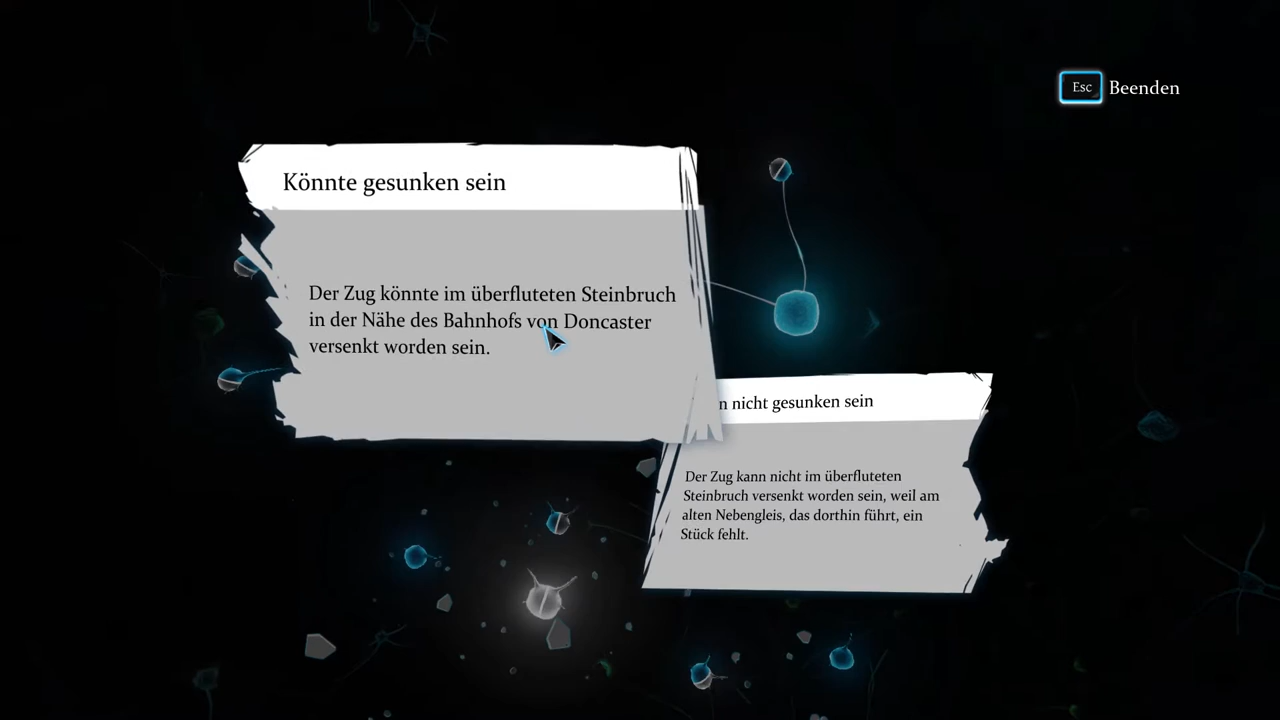 Esc Beenden
Könnte gesunken sein
Der Zug könnte im überfluteten Steinbruch
in der Nähe des Bahnhofs von Doncaster
versenkt worden sein.
nicht gesunken sein
Der Zug kann nicht im überfluteten
Steinbruch versenkt worden sein, weil am
alten Nebengleis, das dorthin führt, ein
Stück fehlt.